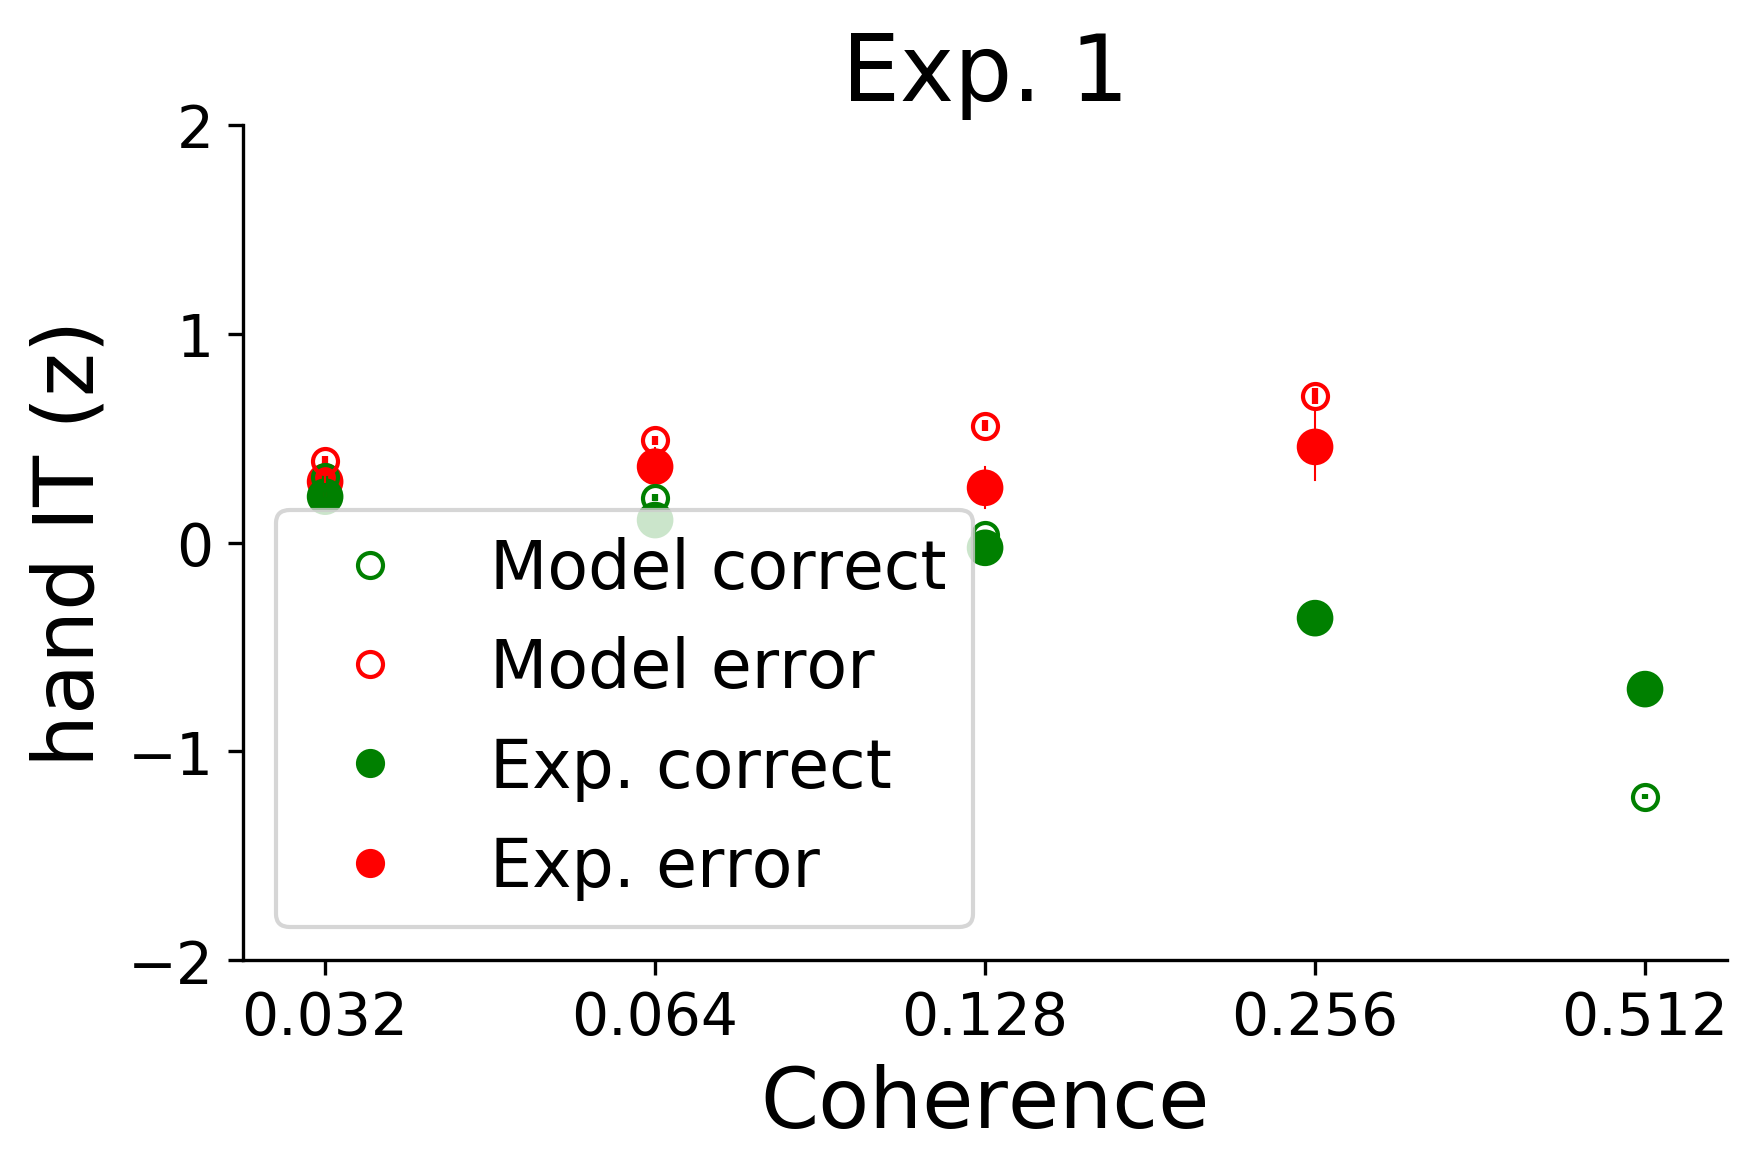 Exp. 1
hand IT (z)
2
1
0
−1
−2
Model correct
Model error
Exp. correct
Exp. error
0.032 0.064 0.128 0.256 0.512
Coherence